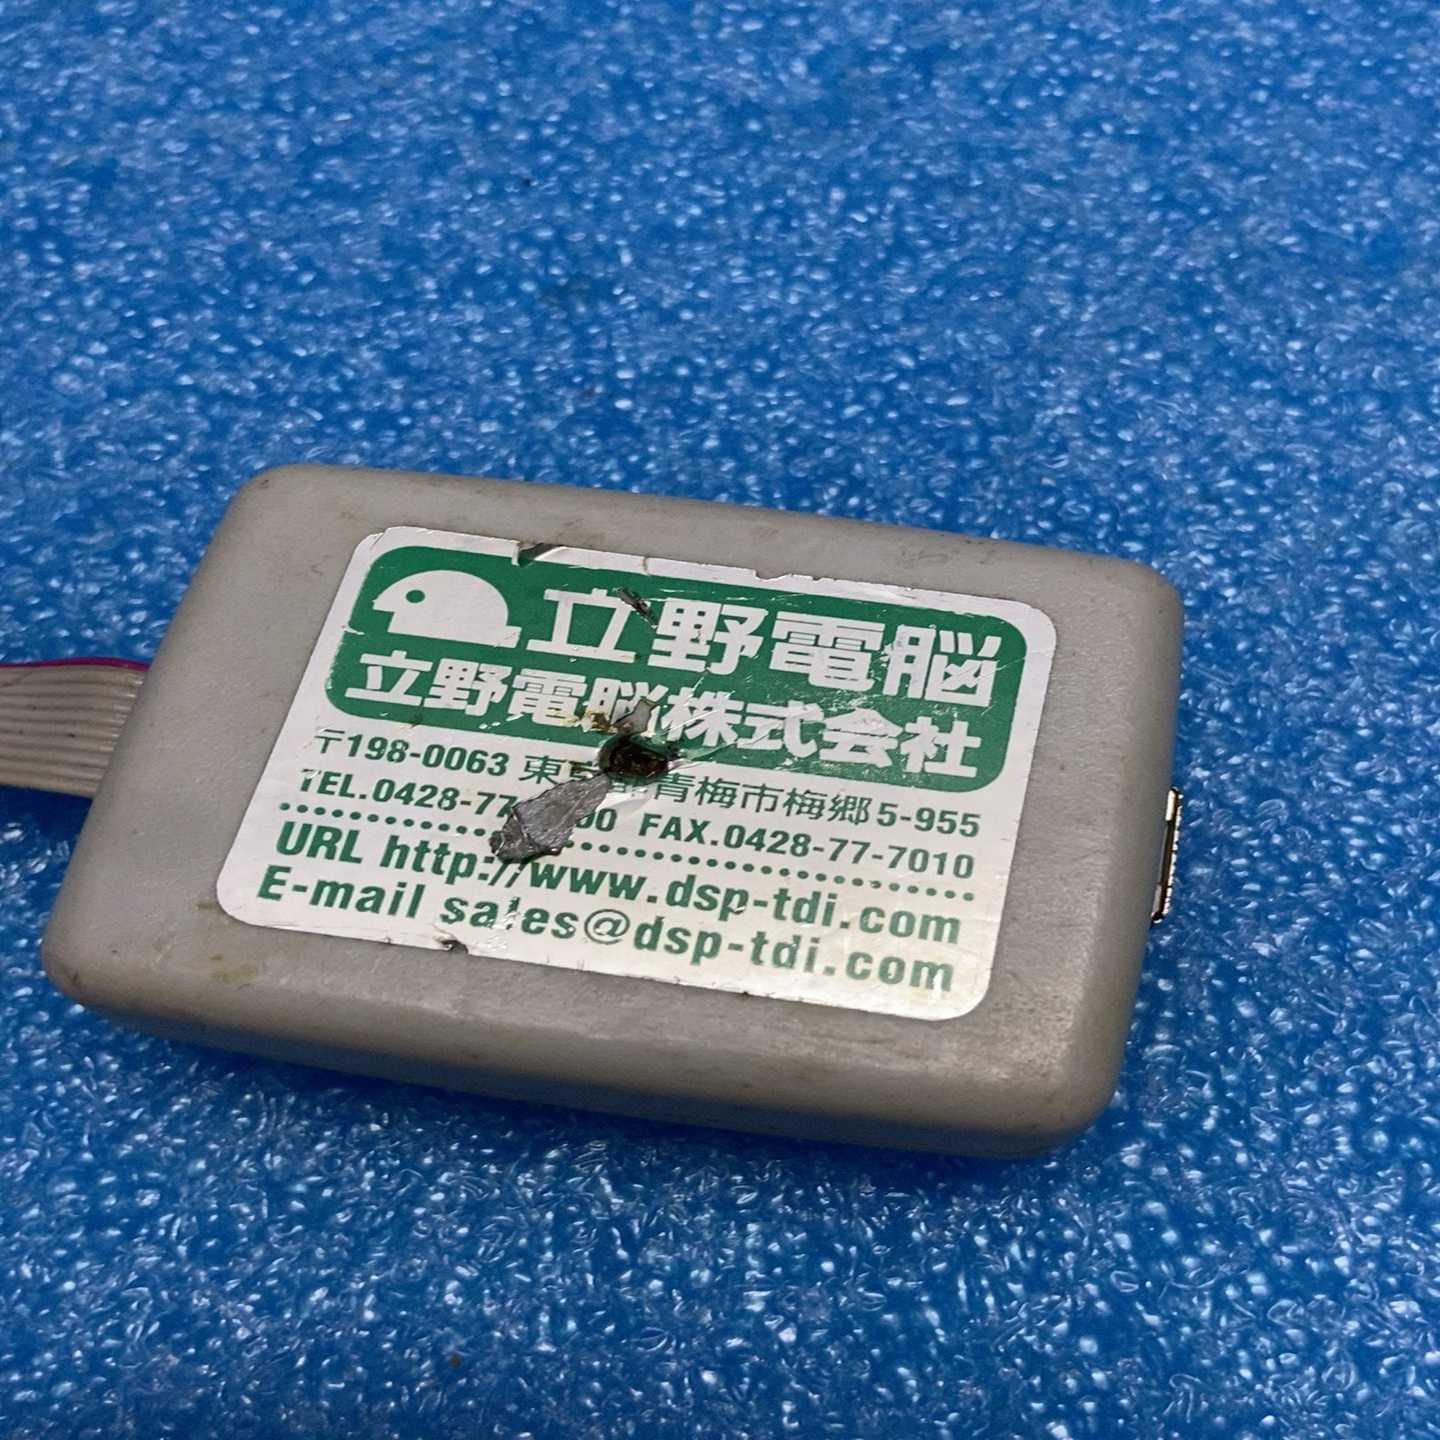 立野電脳
立野電脳株式会社
〒198-0063 東京都青梅市梅郷5-955
TEL.0428-77-　00 FAX.0428-77-7010
URL http://www.dsp-tdi.com
E-mail sales@dsp-tdi.com